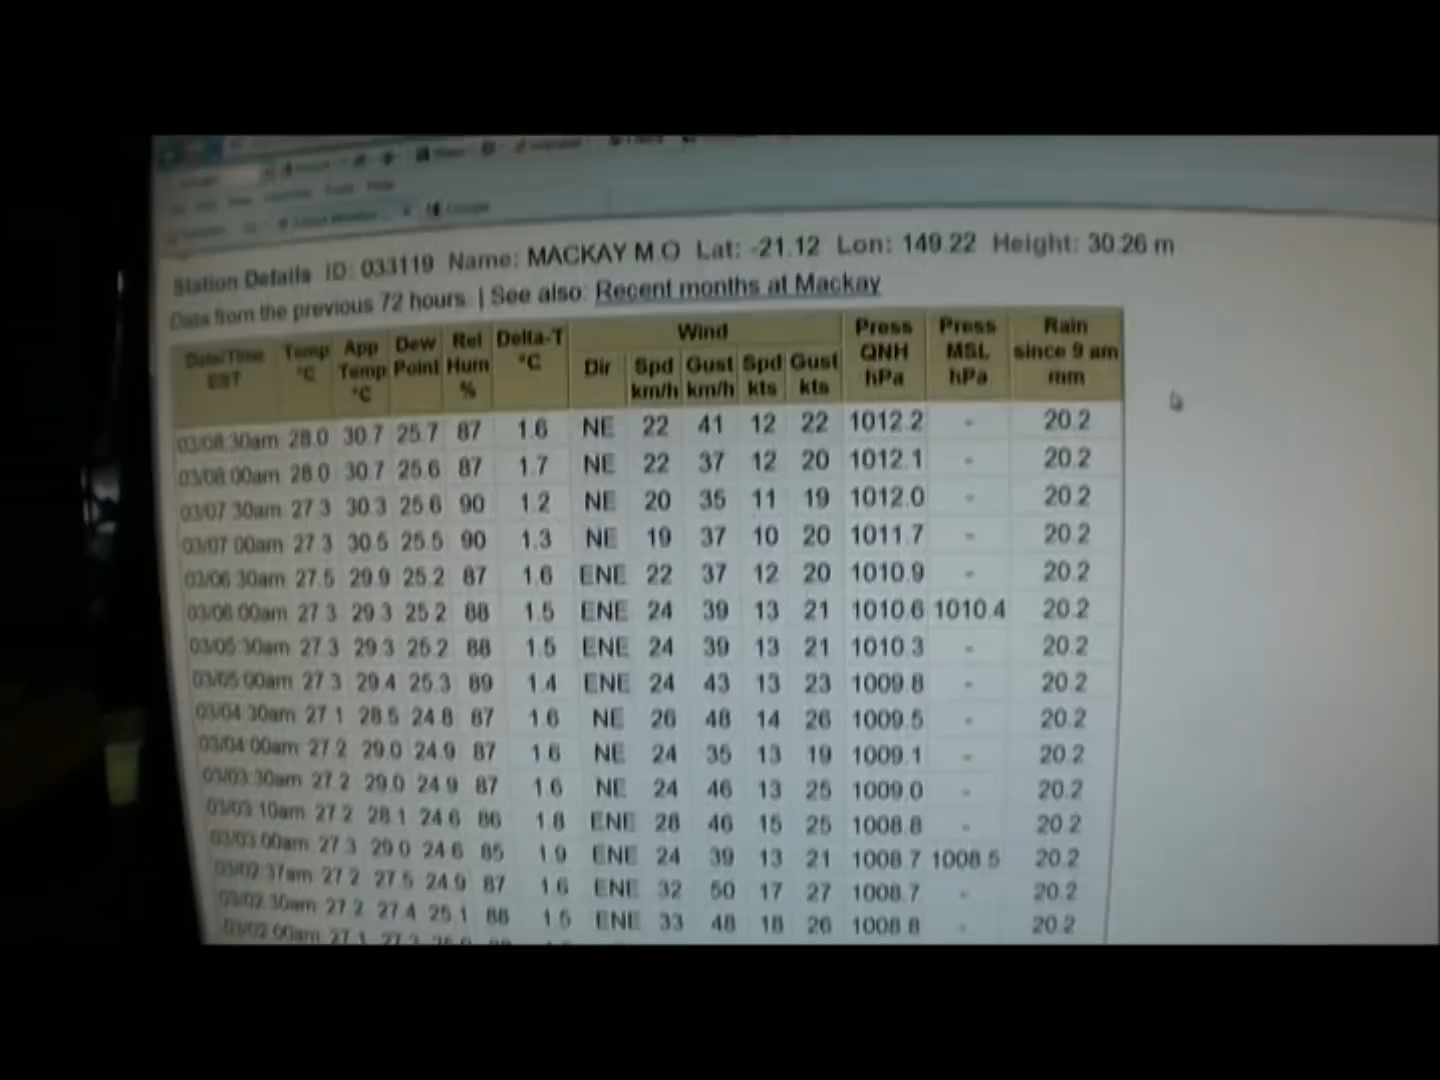 Station Details ID: 033119 Name: MACKAY M.O Lat: -21.12 Lon: 149.22 Height: 30.26 m
Data from the previous 72 hours | See also: Recent months at Mackay
Date/Time EST Temp °C App Temp °C Dew Point Rel Hum % Delta-T °C Wind Dir Spd km/h Gust km/h Spd kts Gust kts Press QNH hPa Press MSL hPa Rain since 9 am mm
03/08:30am 28.0 30.7 25.7 87 1.6 NE 22 41 12 22 1012.2 - 20.2
03/08:00am 28.0 30.7 25.6 87 1.7 NE 22 37 12 20 1012.1 - 20.2
03/07:30am 27.3 30.3 25.6 90 1.2 NE 20 35 11 19 1012.0 - 20.2
03/07:00am 27.3 30.5 25.5 90 1.3 NE 19 37 10 20 1011.7 - 20.2
03/06:30am 27.5 29.9 25.2 87 1.6 ENE 22 37 12 20 1010.9 - 20.2
03/06:00am 27.3 29.3 25.2 88 1.5 ENE 24 39 13 21 1010.6 1010.4 20.2
03/05:30am 27.3 29.3 25.2 88 1.5 ENE 24 39 13 21 1010.3 - 20.2
03/05:00am 27.3 29.4 25.3 89 1.4 ENE 24 43 13 23 1009.8 - 20.2
03/04:30am 27.1 28.5 24.8 87 1.6 NE 26 48 14 26 1009.5 - 20.2
03/04:00am 27.2 29.0 24.9 87 1.6 NE 24 35 13 19 1009.1 - 20.2
03/03:30am 27.2 29.0 24.9 87 1.6 NE 24 46 13 25 1009.0 - 20.2
03/03:10am 27.2 28.1 24.6 86 1.8 ENE 28 46 15 25 1008.8 - 20.2
03/03:00am 27.3 29.0 24.6 85 1.9 ENE 24 39 13 21 1008.7 1008.5 20.2
03/02:37am 27.2 27.5 24.9 87 1.6 ENE 32 50 17 27 1008.7 - 20.2
03/02:30am 27.2 27.4 25.1 88 1.5 ENE 33 48 18 26 1008.8 - 20.2
03/02:00am 27.1 27.3